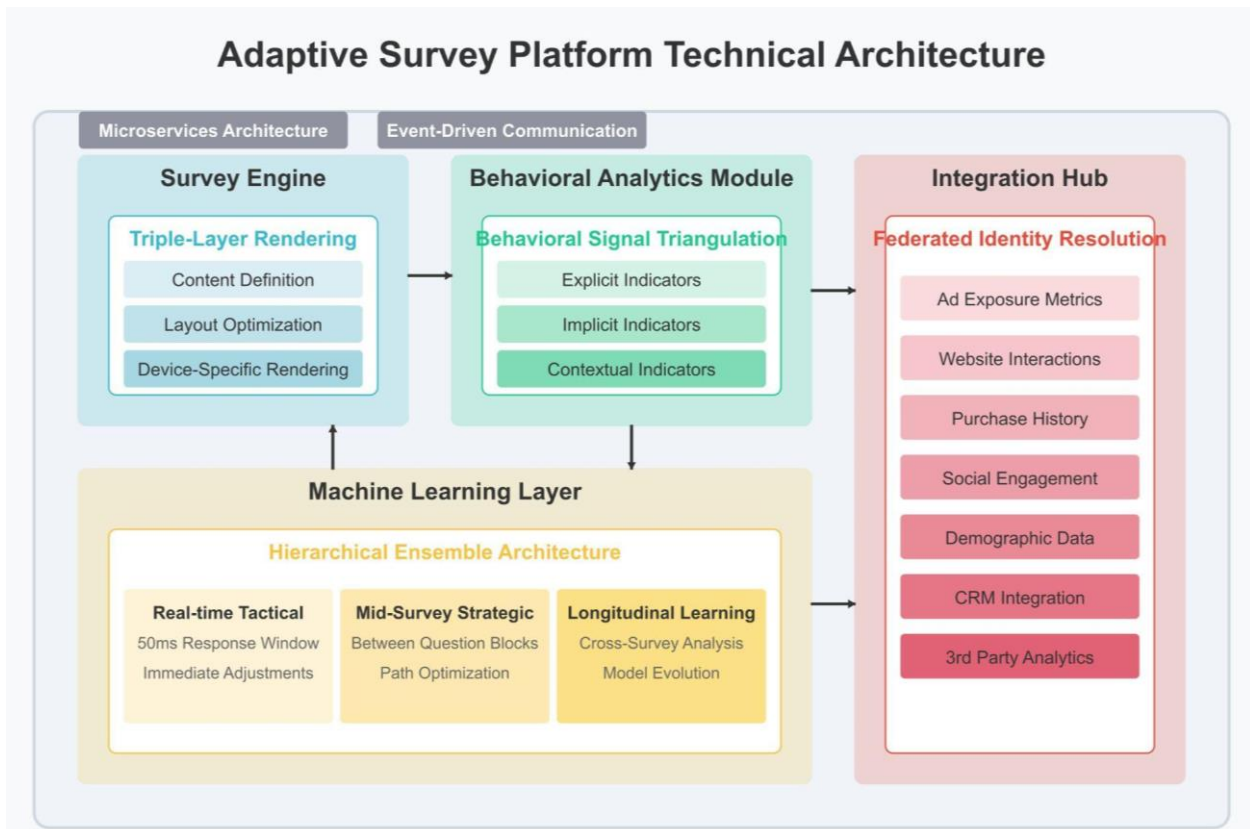 Adaptive Survey Platform Technical Architecture
Microservices Architecture
Event-Driven Communication
Survey Engine
Triple-Layer Rendering
Content Definition
Layout Optimization
Device-Specific Rendering
Behavioral Analytics Module
Behavioral Signal Triangulation
Explicit Indicators
Implicit Indicators
Contextual Indicators
Integration Hub
Federated Identity Resolution
Ad Exposure Metrics
Website Interactions
Purchase History
Social Engagement
Demographic Data
CRM Integration
3rd Party Analytics
Machine Learning Layer
Hierarchical Ensemble Architecture
Real-time Tactical
50ms Response Window
Immediate Adjustments
Mid-Survey Strategic
Between Question Blocks
Path Optimization
Longitudinal Learning
Cross-Survey Analysis
Model Evolution